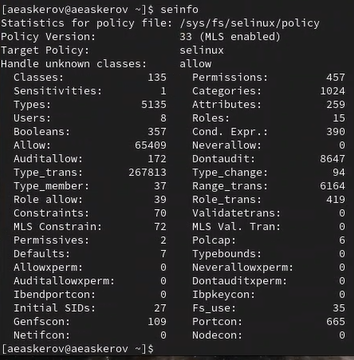 [aeaskerov@aeaskerov ~]$ seinfo
Statistics for policy file: /sys/fs/selinux/policy
Policy Version:             33 (MLS enabled)
Target Policy:              selinux
Handle unknown classes:     allow
  Classes:             135    Permissions:         457
  Sensitivities:         1    Categories:         1024
  Types:              5135    Attributes:          259
  Users:                 8    Roles:                15
  Booleans:            357    Cond. Expr.:         390
  Allow:             65409    Neverallow:            0
  Auditallow:          172    Dontaudit:          8647
  Type_trans:       267813    Type_change:          94
  Type_member:          37    Range_trans:        6164
  Role allow:           39    Role_trans:          419
  Constraints:          70    Validatetrans:         0
  MLS Constrain:        72    MLS Val. Tran:         0
  Permissives:           2    Polcap:                6
  Defaults:              7    Typebounds:            0
  Allowxperm:            0    Neverallowxperm:       0
  Auditallowxperm:       0    Dontauditxperm:        0
  Ibendportcon:          0    Ibpkeycon:             0
  Initial SIDs:         27    Fs_use:               35
  Genfscon:            109    Portcon:             665
  Netifcon:              0    Nodecon:               0
[aeaskerov@aeaskerov ~]$